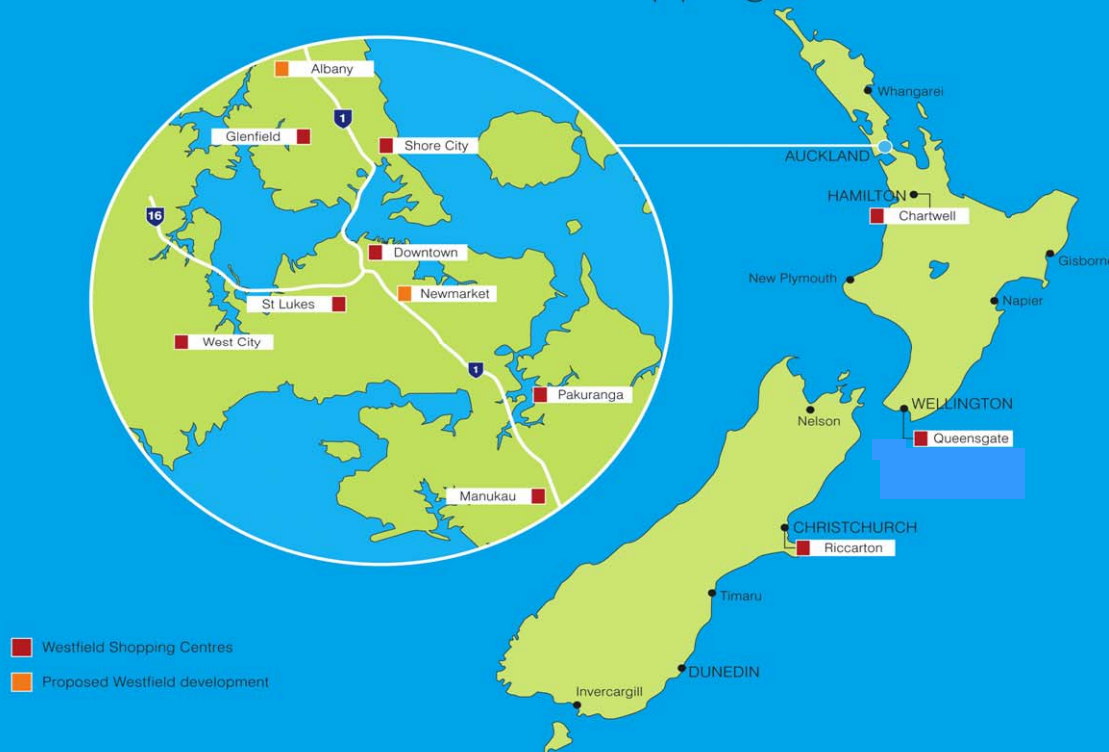 Albany
1
Glenfield
Shore City
16
Downtown
Newmarket
St Lukes
West City
1
Pakuranga
Manukau
Whangarei
AUCKLAND
HAMILTON
Chartwell
New Plymouth
Gisborne
Napier
WELLINGTON
Queensgate
Nelson
CHRISTCHURCH
Riccarton
Timaru
DUNEDIN
Invercargill
Westfield Shopping Centres
Proposed Westfield development